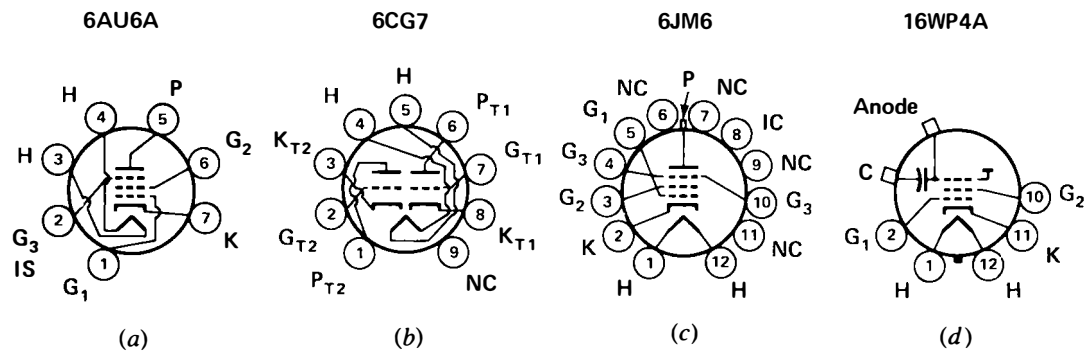 6AU6A
6CG7
6JM6
16WP4A
H
P
4
5
H
3
6
G2
2
7
G3
IS
1
K
G1
H
H
5
PT1
4
6
KT2
3
7
GT1
2
8
GT2
1
9
KT1
PT2
NC
P
NC
NC
G1
6
7
IC
5
8
G3
4
9
NC
G2
3
10
G3
K
2
11
NC
1
12
H
H
Anode
C
10
G2
G1
2
11
K
1
12
H
H
(a)
(b)
(c)
(d)